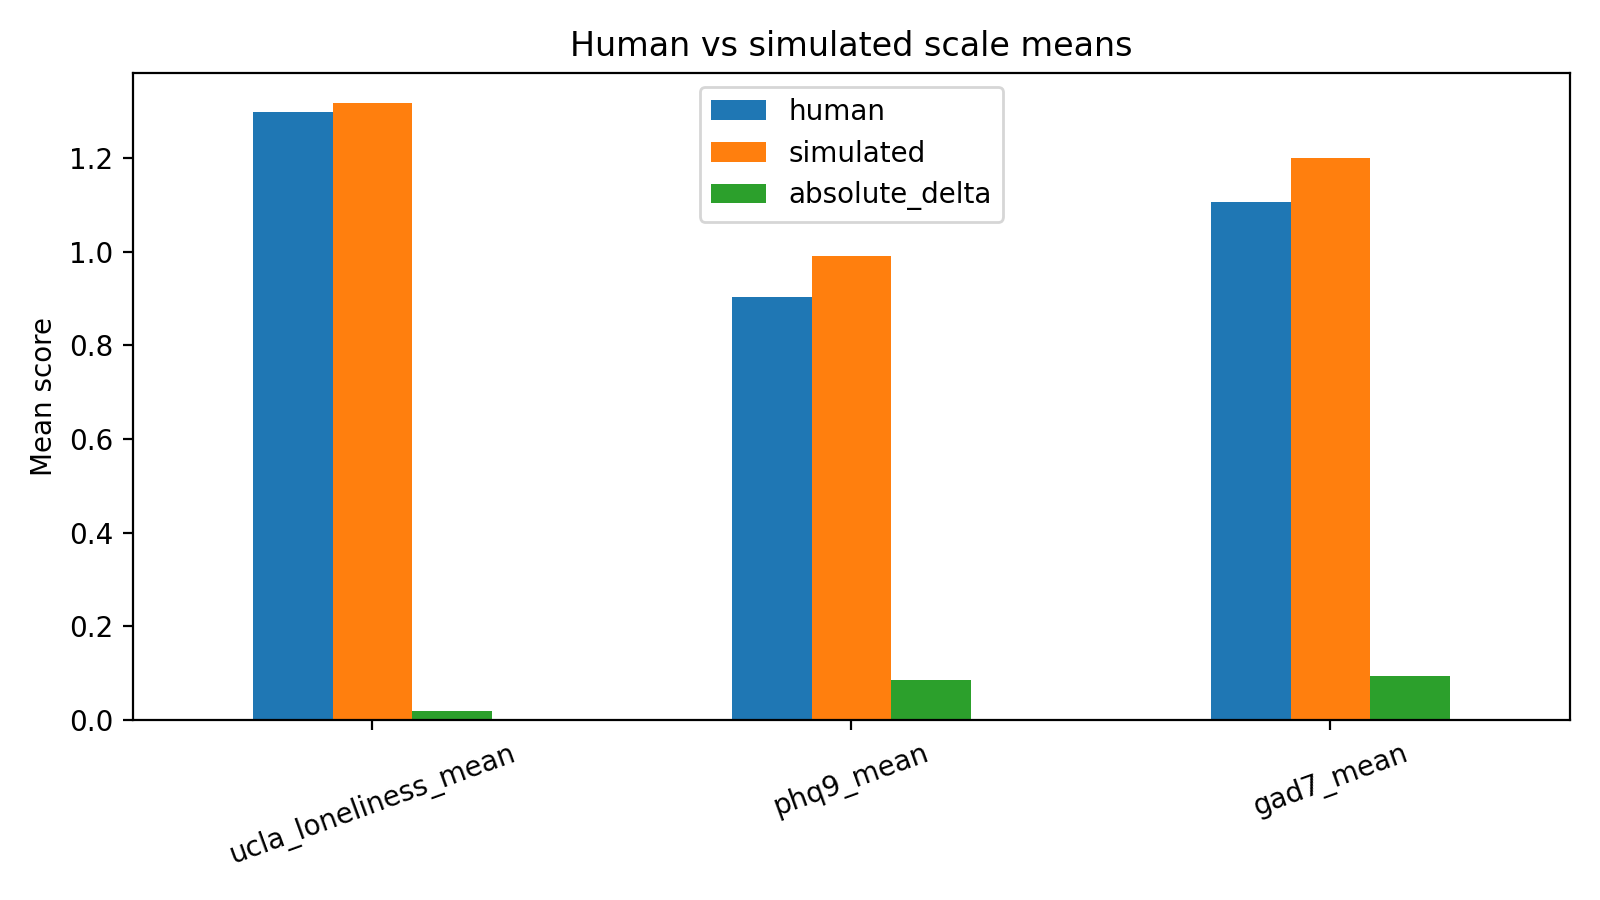 Human vs simulated scale means
human
simulated
absolute_delta
Mean score
1.2
1.0
0.8
0.6
0.4
0.2
0.0
ucla_loneliness_mean
phq9_mean
gad7_mean